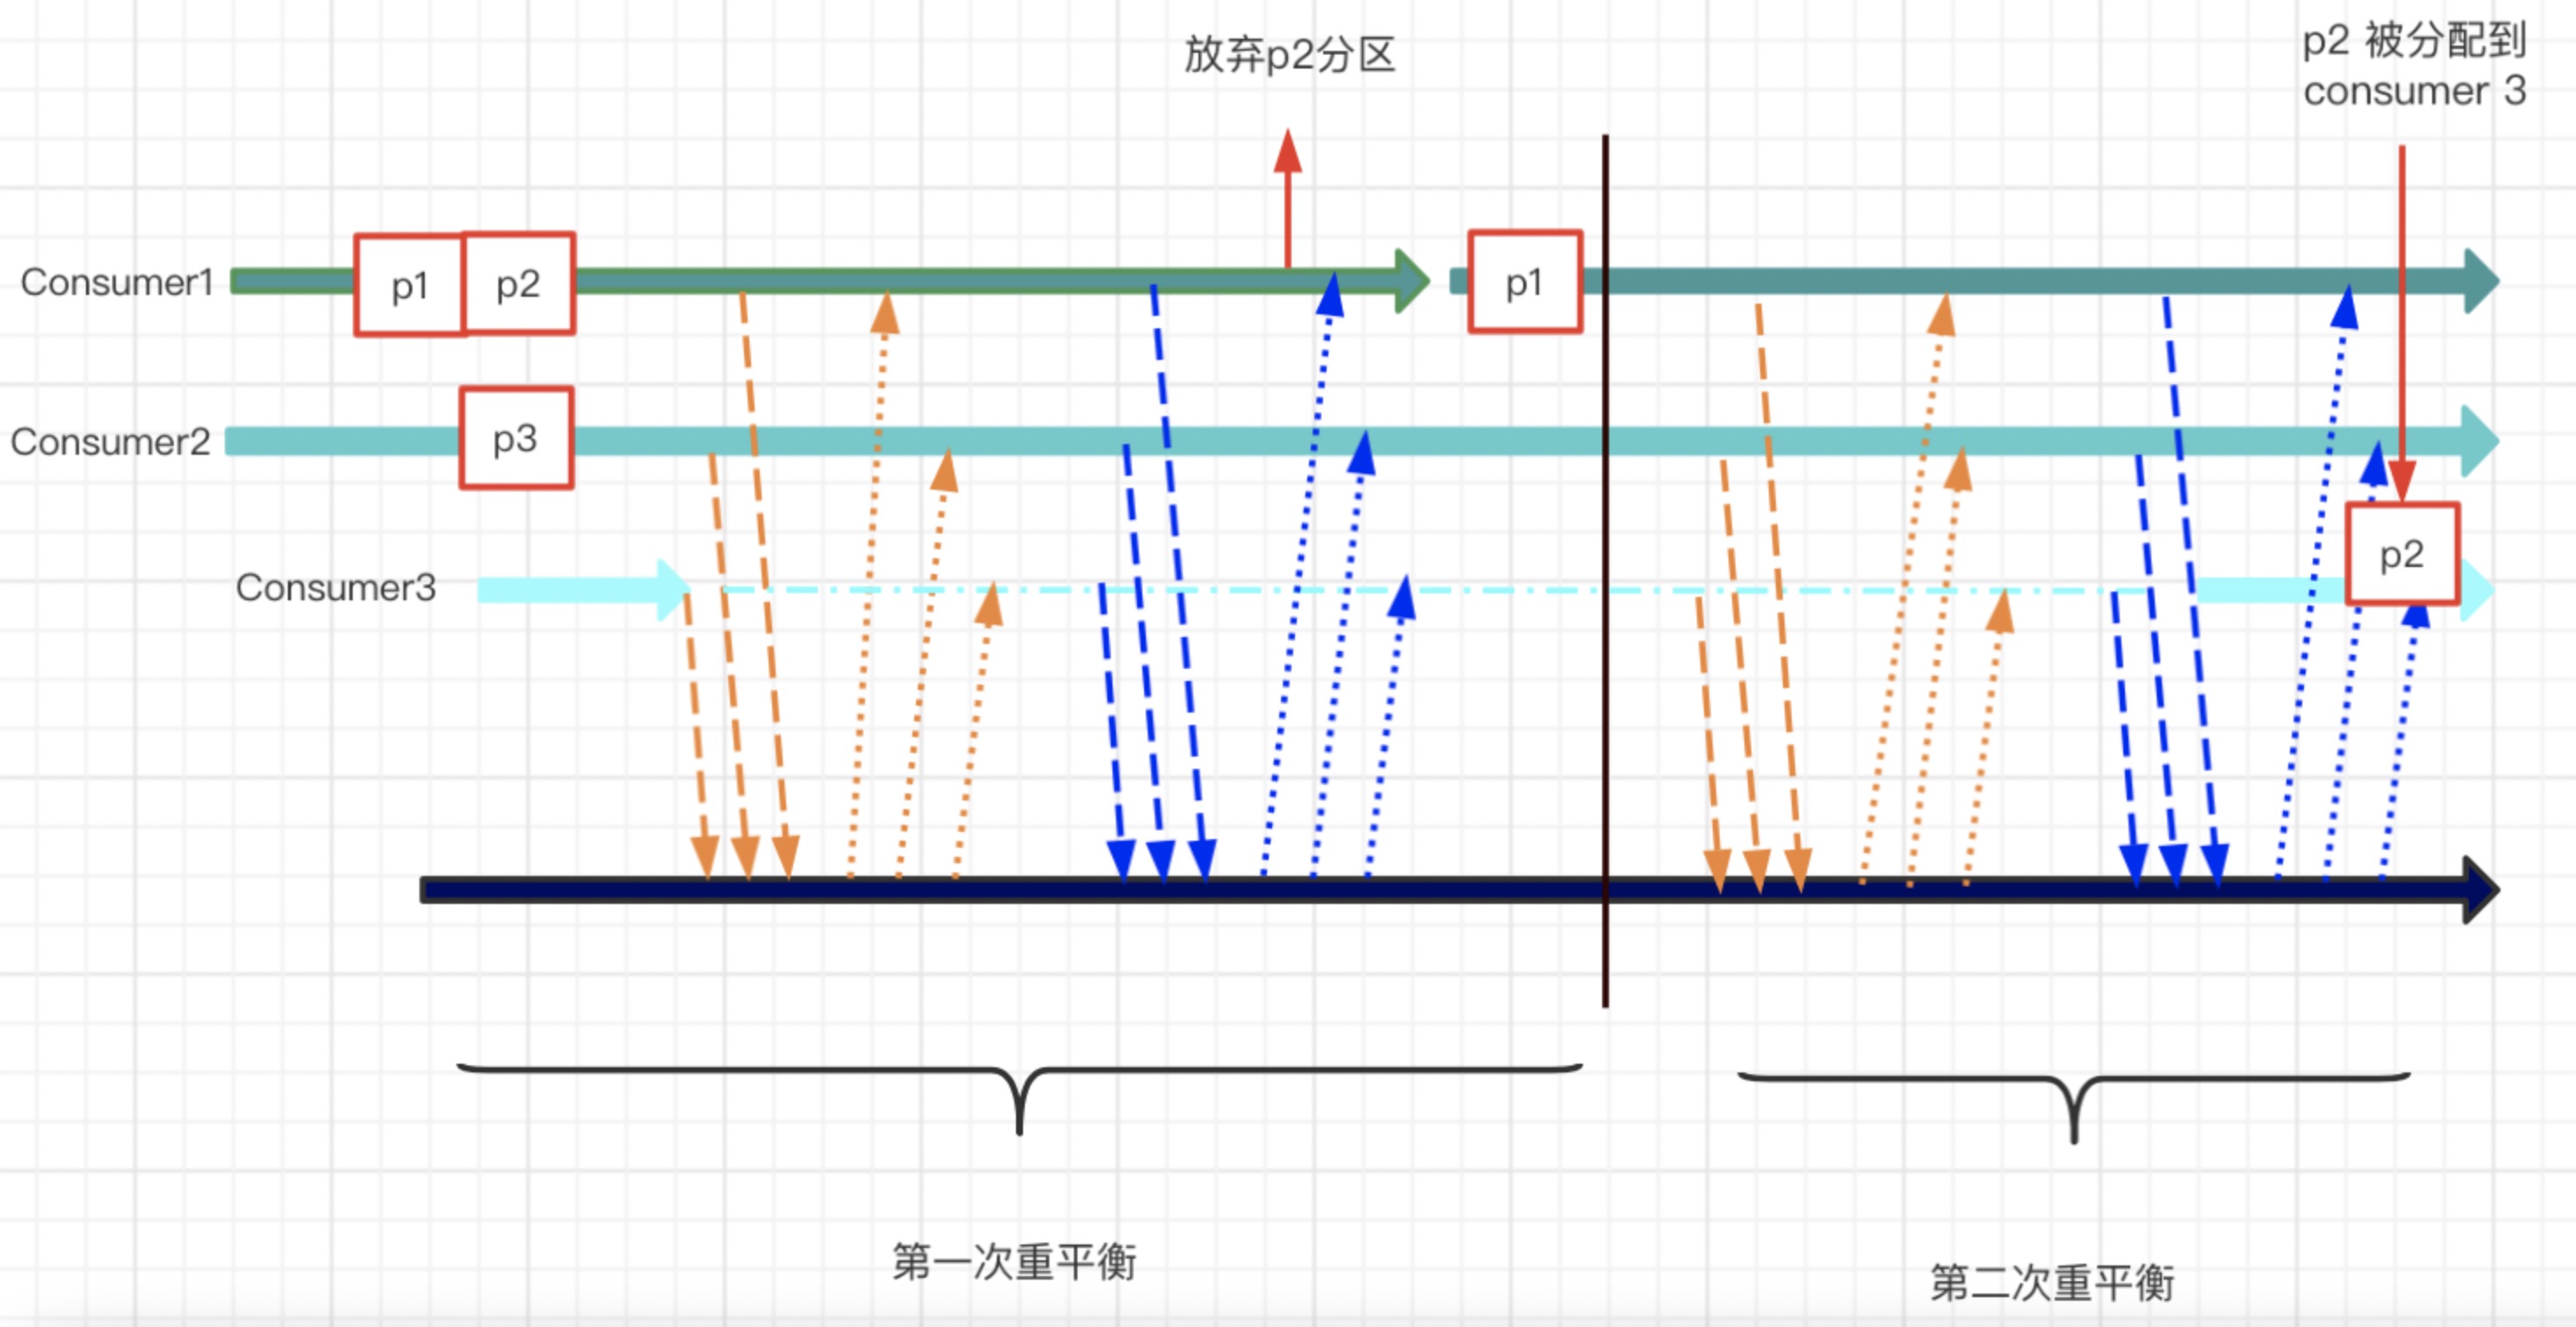 放弃p2分区
p2 被分配到
consumer 3
Consumer1
p1
p2
p1
Consumer2
p3
Consumer3
p2
第一次重平衡
第二次重平衡